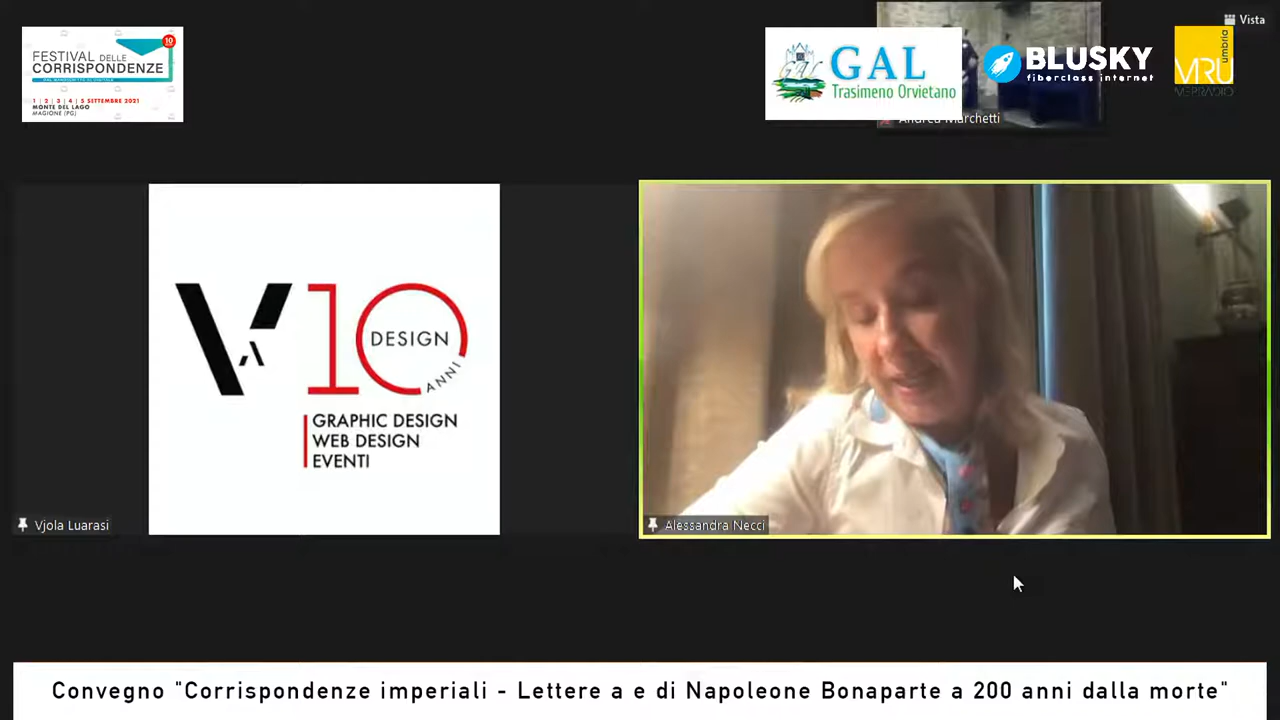 FESTIVAL DELLE
CORRISPONDENZE
10
1 | 2 | 3 | 4 | 5 SETTEMBRE 2021
MONTE DEL LAGO
MAGIONE (PG)
GAL
Trasimeno Orvietano
BLUSKY
fiberclass internet
MRU
umbria
Vista
Andrea Marchetti
VA 10
DESIGN
ANNI
GRAPHIC DESIGN
WEB DESIGN
EVENTI
Vjola Luarasi
Alessandra Necci
Convegno "Corrispondenze imperiali - Lettere a e di Napoleone Bonaparte a 200 anni dalla morte"